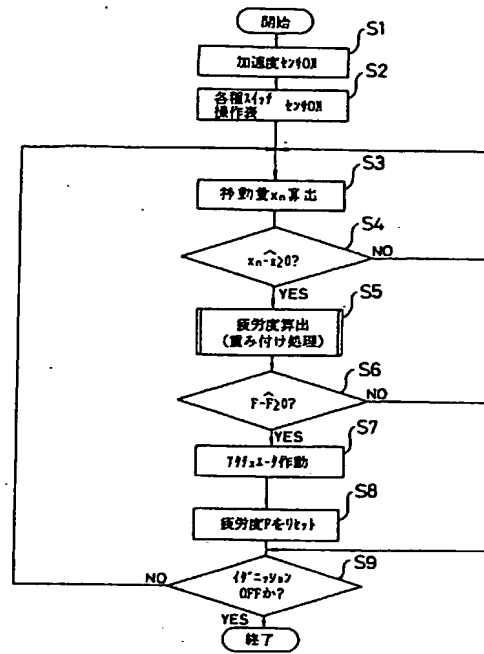 開始
S1
加速度ｾﾝｻON
S2
各種ｽｲｯﾁ
操作表 ｾﾝｻON
S3
移動量xn算出
S4
xn-x̂≥0?
NO
YES
S5
疲労度算出
(重み付け処理)
S6
F-F̂≥0?
NO
YES
S7
ｱｸﾁｭｴｰﾀ作動
S8
疲労度Fをﾘｾｯﾄ
S9
NO
ｲｸﾞﾆｯｼｮﾝ
OFFか?
YES
終了